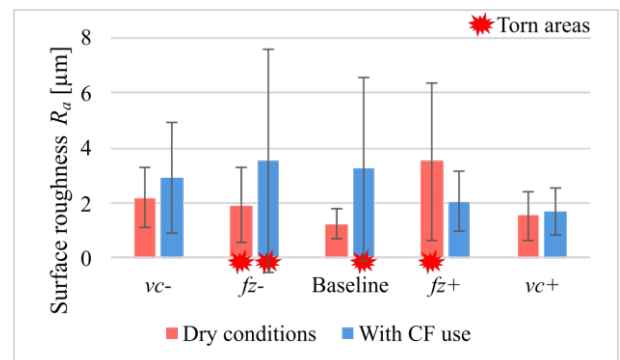 8
Torn areas
6
4
2
0
Surface roughness Ra [µm]
vc- fz- Baseline fz+ vc+
Dry conditions With CF use